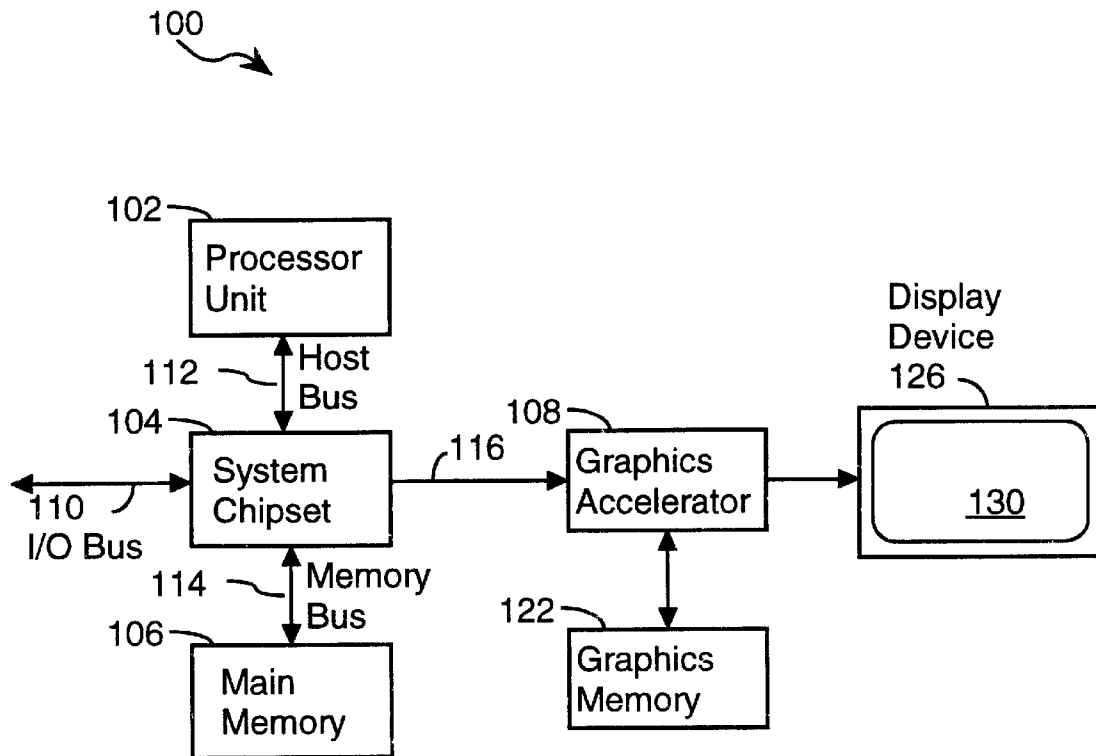 100
102
Processor
Unit
112
Host
Bus
104
System
Chipset
110
I/O Bus
116
108
Graphics
Accelerator
Display
Device
126
130
114
Memory
Bus
106
Main
Memory
122
Graphics
Memory